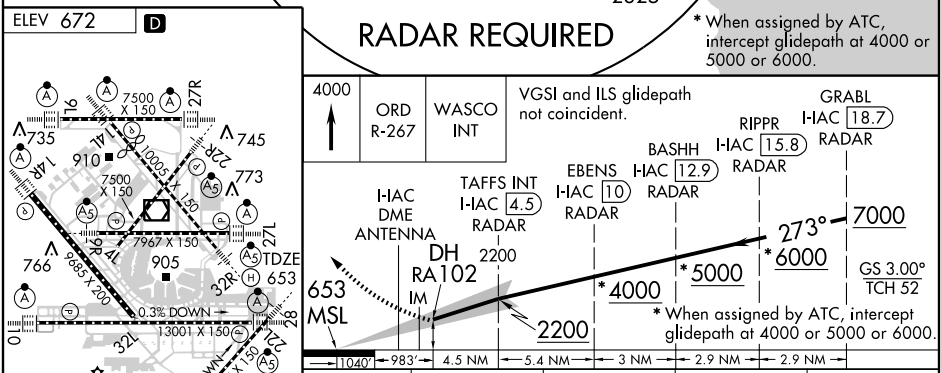 ELEV 672 D
RADAR REQUIRED
* When assigned by ATC,
intercept glidepath at 4000 or
5000 or 6000.
A
A
A
A
7500
X 150
27R
9L
735
14R
14L
910
10005 X 150
22R
745
7500
X 150
773
A5
A
P
9R
4L
7967 X 150
27L
A5
TDZE
H 653
766
9685 X 200
905
32R
A
0.3% DOWN
13001 X 150
10
28
32L
22L
A5
4000
ORD
R-267
WASCO
INT
VGSI and ILS glidepath
not coincident.
GRABL
I-IAC 18.7
RADAR
RIPPR
I-IAC 15.8
RADAR
BASHH
I-IAC 12.9
RADAR
EBENS
I-IAC 10
RADAR
TAFFS INT
I-IAC 4.5
RADAR
I-IAC
DME
ANTENNA
DH
RA 102
IM
2200
273°
7000
*6000
*5000
*4000
2200
653
MSL
GS 3.00°
TCH 52
* When assigned by ATC, intercept
glidepath at 4000 or 5000 or 6000.
1040'
983'
4.5 NM
5.4 NM
3 NM
2.9 NM
2.9 NM